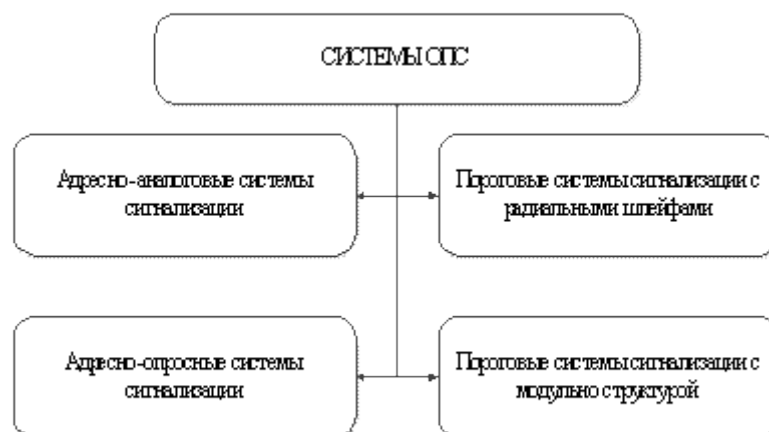 СИСТЕМЫ ОПС
Адресно-аналоговые системы
сигнализации
Пороговые системы сигнализации с
радиальными шлейфами
Адресно-опросные системы
сигнализации
Пороговые системы сигнализации с
модульно структурой